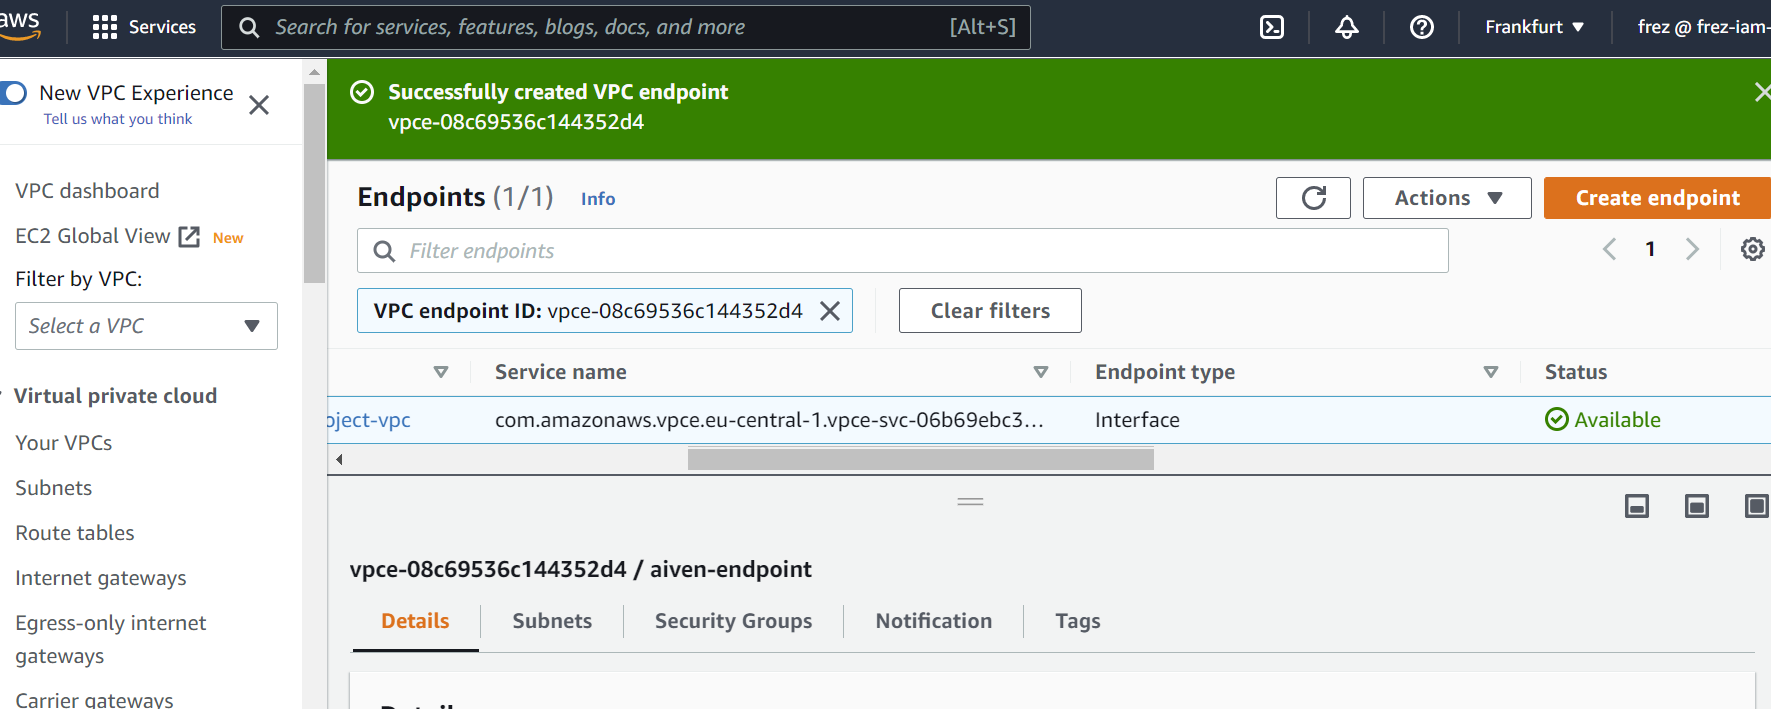 aws
Services
Search for services, features, blogs, docs, and more [Alt+S]
Frankfurt
frez @ frez-iam-
New VPC Experience
Tell us what you think
VPC dashboard
EC2 Global View New
Filter by VPC:
Select a VPC
Virtual private cloud
Your VPCs
Subnets
Route tables
Internet gateways
Egress-only internet
gateways
Carrier gateways
Successfully created VPC endpoint
vpce-08c69536c144352d4
Endpoints (1/1) Info
Actions
Create endpoint
Filter endpoints
1
VPC endpoint ID: vpce-08c69536c144352d4
Clear filters
Service name Endpoint type Status
oject-vpc com.amazonaws.vpce.eu-central-1.vpce-svc-06b69ebc3... Interface Available
vpce-08c69536c144352d4 / aiven-endpoint
Details Subnets Security Groups Notification Tags
Details